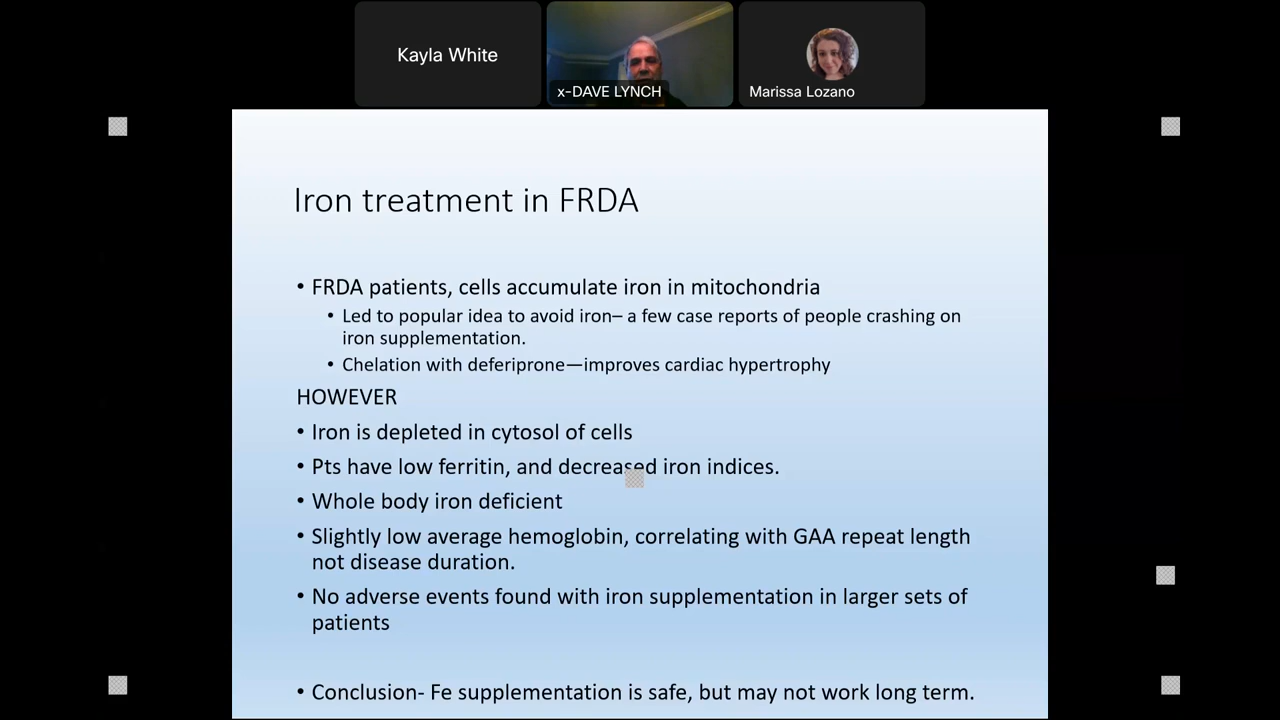 Kayla White
x-DAVE LYNCH
Marissa Lozano
Iron treatment in FRDA
• FRDA patients, cells accumulate iron in mitochondria
• Led to popular idea to avoid iron– a few case reports of people crashing on
iron supplementation.
• Chelation with deferiprone—improves cardiac hypertrophy
HOWEVER
• Iron is depleted in cytosol of cells
• Pts have low ferritin, and decreased iron indices.
• Whole body iron deficient
• Slightly low average hemoglobin, correlating with GAA repeat length
not disease duration.
• No adverse events found with iron supplementation in larger sets of
patients
• Conclusion- Fe supplementation is safe, but may not work long term.